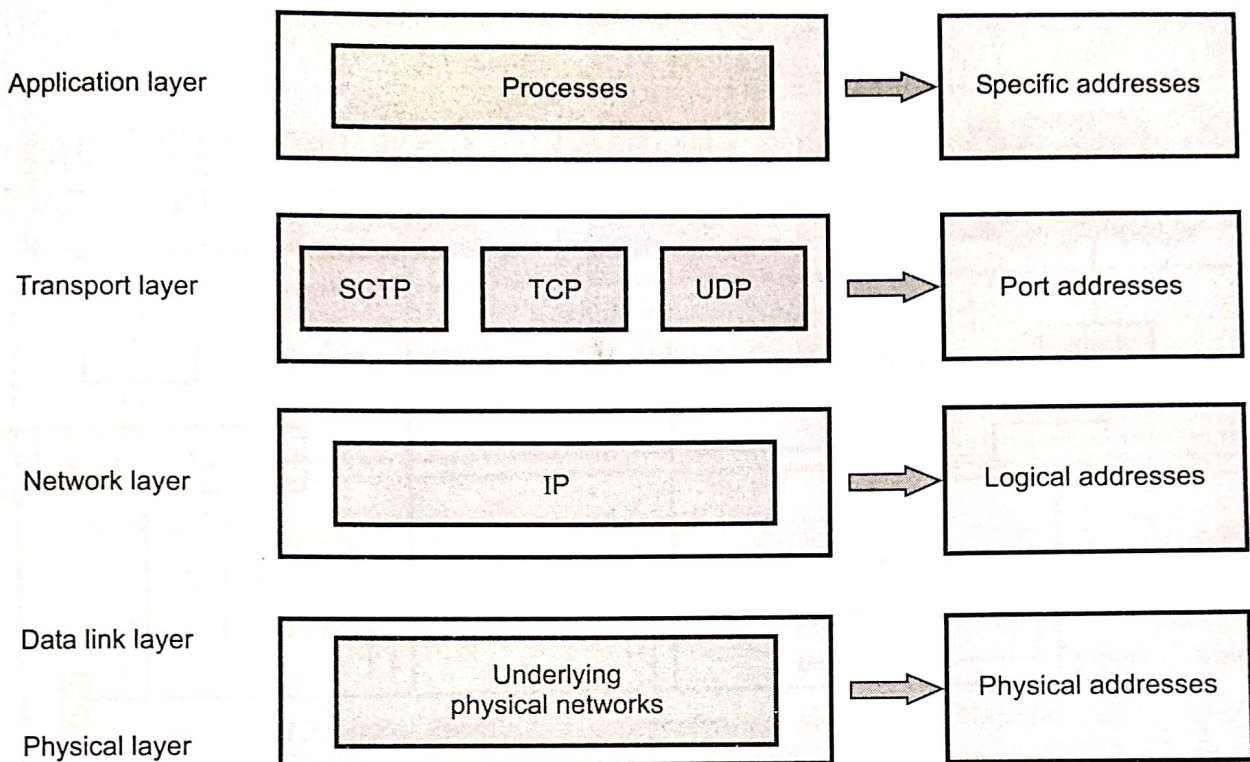 Application layer
Processes
Specific addresses
Transport layer
SCTP
TCP
UDP
Port addresses
Network layer
IP
Logical addresses
Data link layer
Underlying
physical networks
Physical addresses
Physical layer